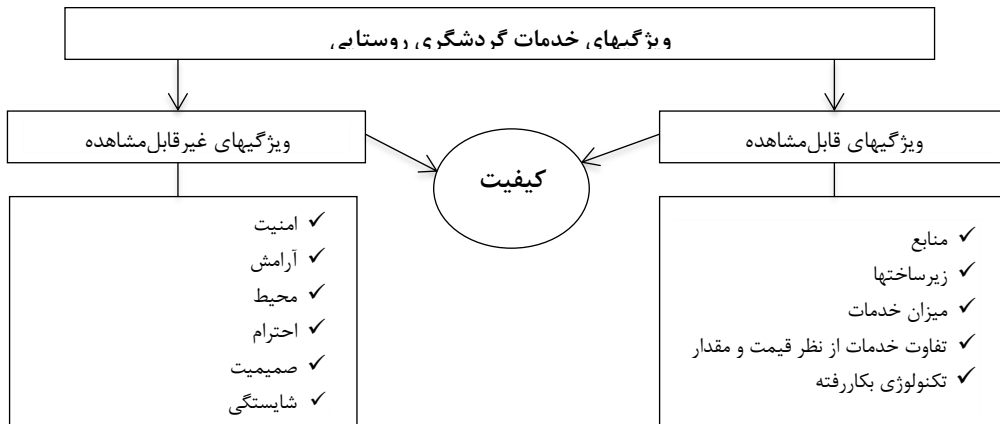 ویژگیهای خدمات گردشگری روستایی
ویژگیهای قابل‌مشاهده
ویژگیهای غیرقابل‌مشاهده
کیفیت
✓ منابع
✓ زیرساختها
✓ میزان خدمات
✓ تفاوت خدمات از نظر قیمت و مقدار
✓ تکنولوژی بکاررفته
✓ امنیت
✓ آرامش
✓ محیط
✓ احترام
✓ صمیمیت
✓ شایستگی